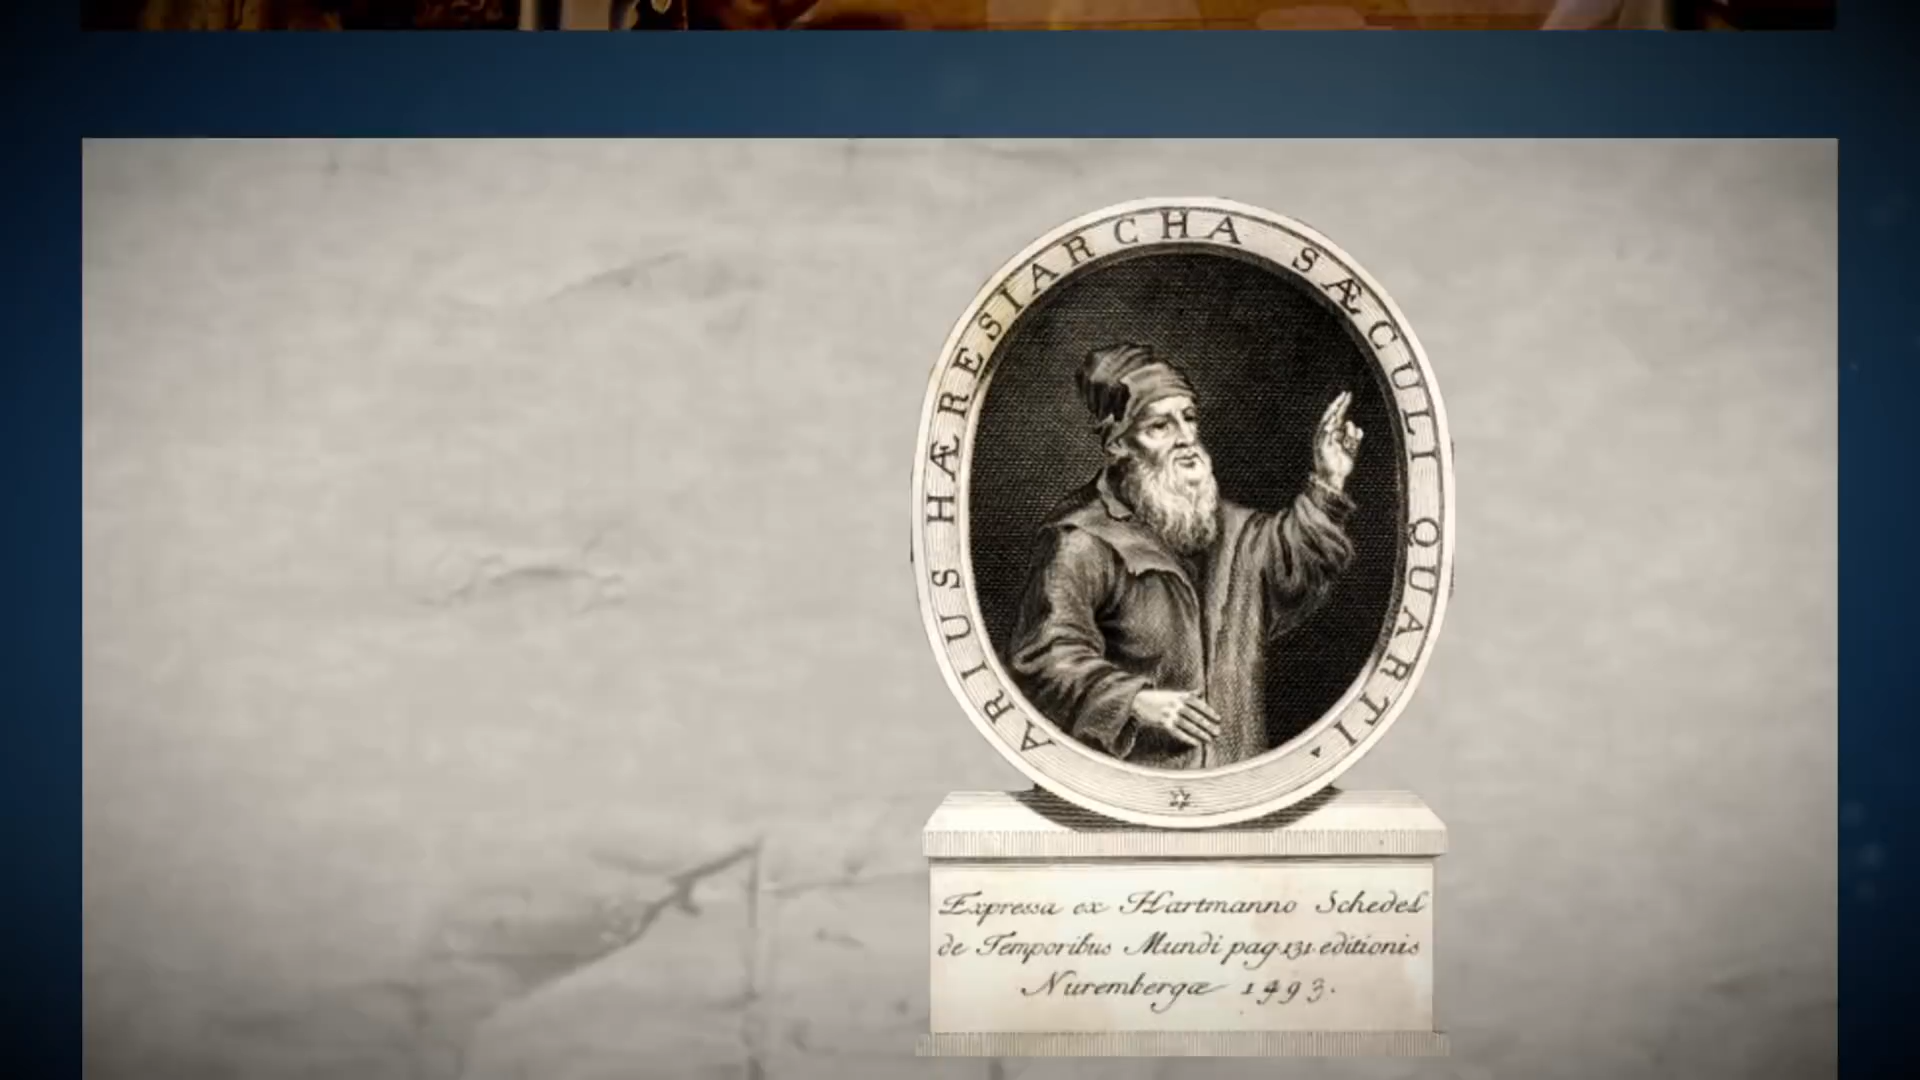 ARIUS HÆRESIARCHA SÆCULI QUARTI.
Expressa ex Hartmanno Schedel
de Temporibus Mundi pag 131 editionis
Nurembergæ 1493.